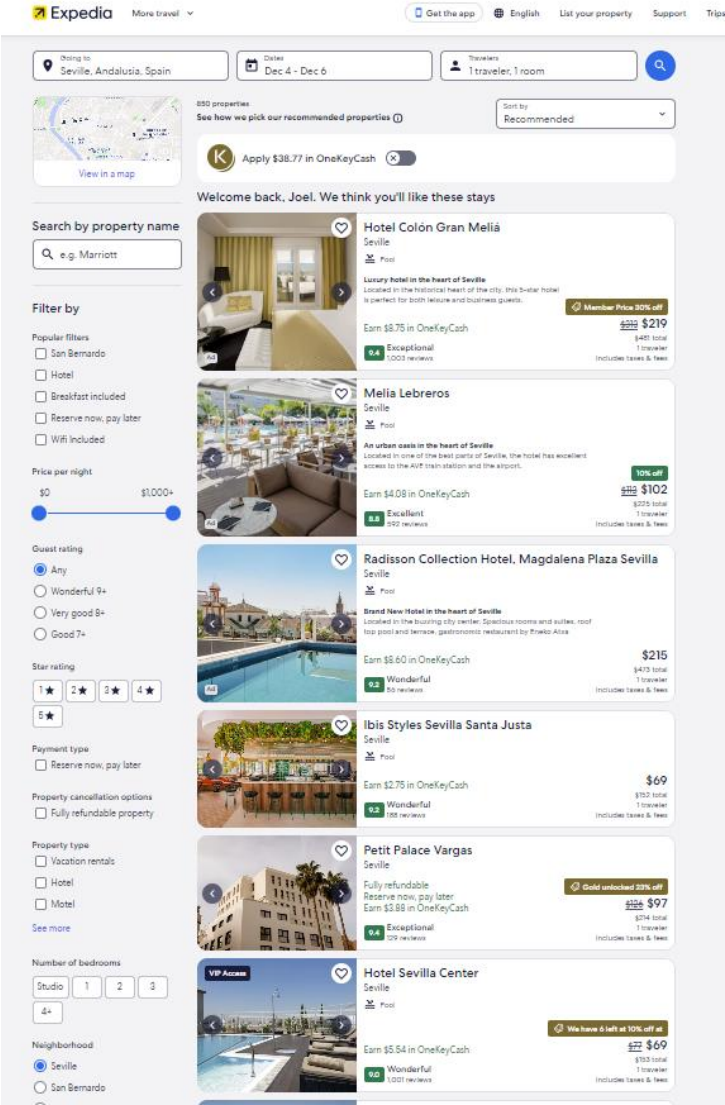 Expedia
More travel
Get the app
English
List your property
Support
Trips
Going to
Seville, Andalusia, Spain
Dates
Dec 4 - Dec 6
Travelers
1 traveler, 1 room
View in a map
850 properties
See how we pick our recommended properties
Sort by
Recommended
K
Apply $38.77 in OneKeyCash
Welcome back, Joel. We think you'll like these stays
Search by property name
e.g. Marriott
Filter by
Popular filters
San Bernardo
Hotel
Breakfast included
Reserve now, pay later
Wifi Included
Price per night
$0
$1,000+
Guest rating
Any
Wonderful 9+
Very good 8+
Good 7+
Star rating
1★ 2★ 3★ 4★
5★
Payment type
Reserve now, pay later
Property cancellation options
Fully refundable property
Property type
Vacation rentals
Hotel
Motel
See more
Number of bedrooms
Studio 1 2 3
4+
Neighborhood
Seville
San Bernardo
Ad
Hotel Colón Gran Meliá
Seville
Pool
Luxury hotel in the heart of Seville
Located in the historical heart of the city, this 5-star hotel
is perfect for both leisure and business guests.
Member Price 30% off
Earn $8.75 in OneKeyCash
$219
9.4 Exceptional
1,003 reviews
$481 total
1 traveler
includes taxes & fees
Ad
Melia Lebreros
Seville
Pool
An urban oasis in the heart of Seville
Located in one of the best parts of Seville, the hotel has excellent
access to the AVE train station and the airport.
10% off
Earn $4.08 in OneKeyCash
$113 $102
8.8 Excellent
592 reviews
$225 total
1 traveler
includes taxes & fees
Ad
Radisson Collection Hotel, Magdalena Plaza Sevilla
Seville
Pool
Brand New Hotel in the heart of Seville
Located in the buzzing city center. Spacious rooms and suites, roof
top pool and terrace, gastronomic restaurant by Eneko Atxa
Earn $8.60 in OneKeyCash
$215
9.2 Wonderful
56 reviews
$473 total
1 traveler
includes taxes & fees
Ibis Styles Sevilla Santa Justa
Seville
Pool
Earn $2.75 in OneKeyCash
$69
9.2 Wonderful
188 reviews
$152 total
1 traveler
includes taxes & fees
Petit Palace Vargas
Seville
Fully refundable
Reserve now, pay later
Earn $3.88 in OneKeyCash
Gold unlocked 23% off
$126 $97
9.4 Exceptional
129 reviews
$214 total
1 traveler
includes taxes & fees
VIP Access
Hotel Sevilla Center
Seville
Pool
We have 6 left at 10% off at
Earn $5.54 in OneKeyCash
$77 $69
9.0 Wonderful
1,001 reviews
$153 total
1 traveler
includes taxes & fees